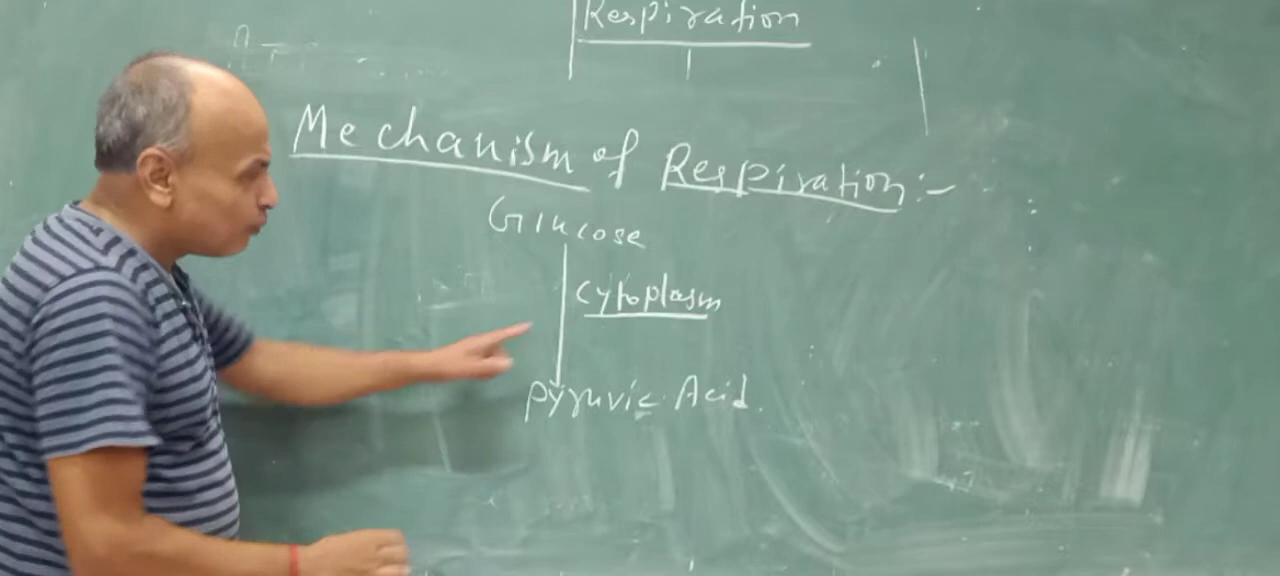 Respiration
Mechanism of Respiration :-
Glucose
Cytoplasm
Pyruvic Acid.